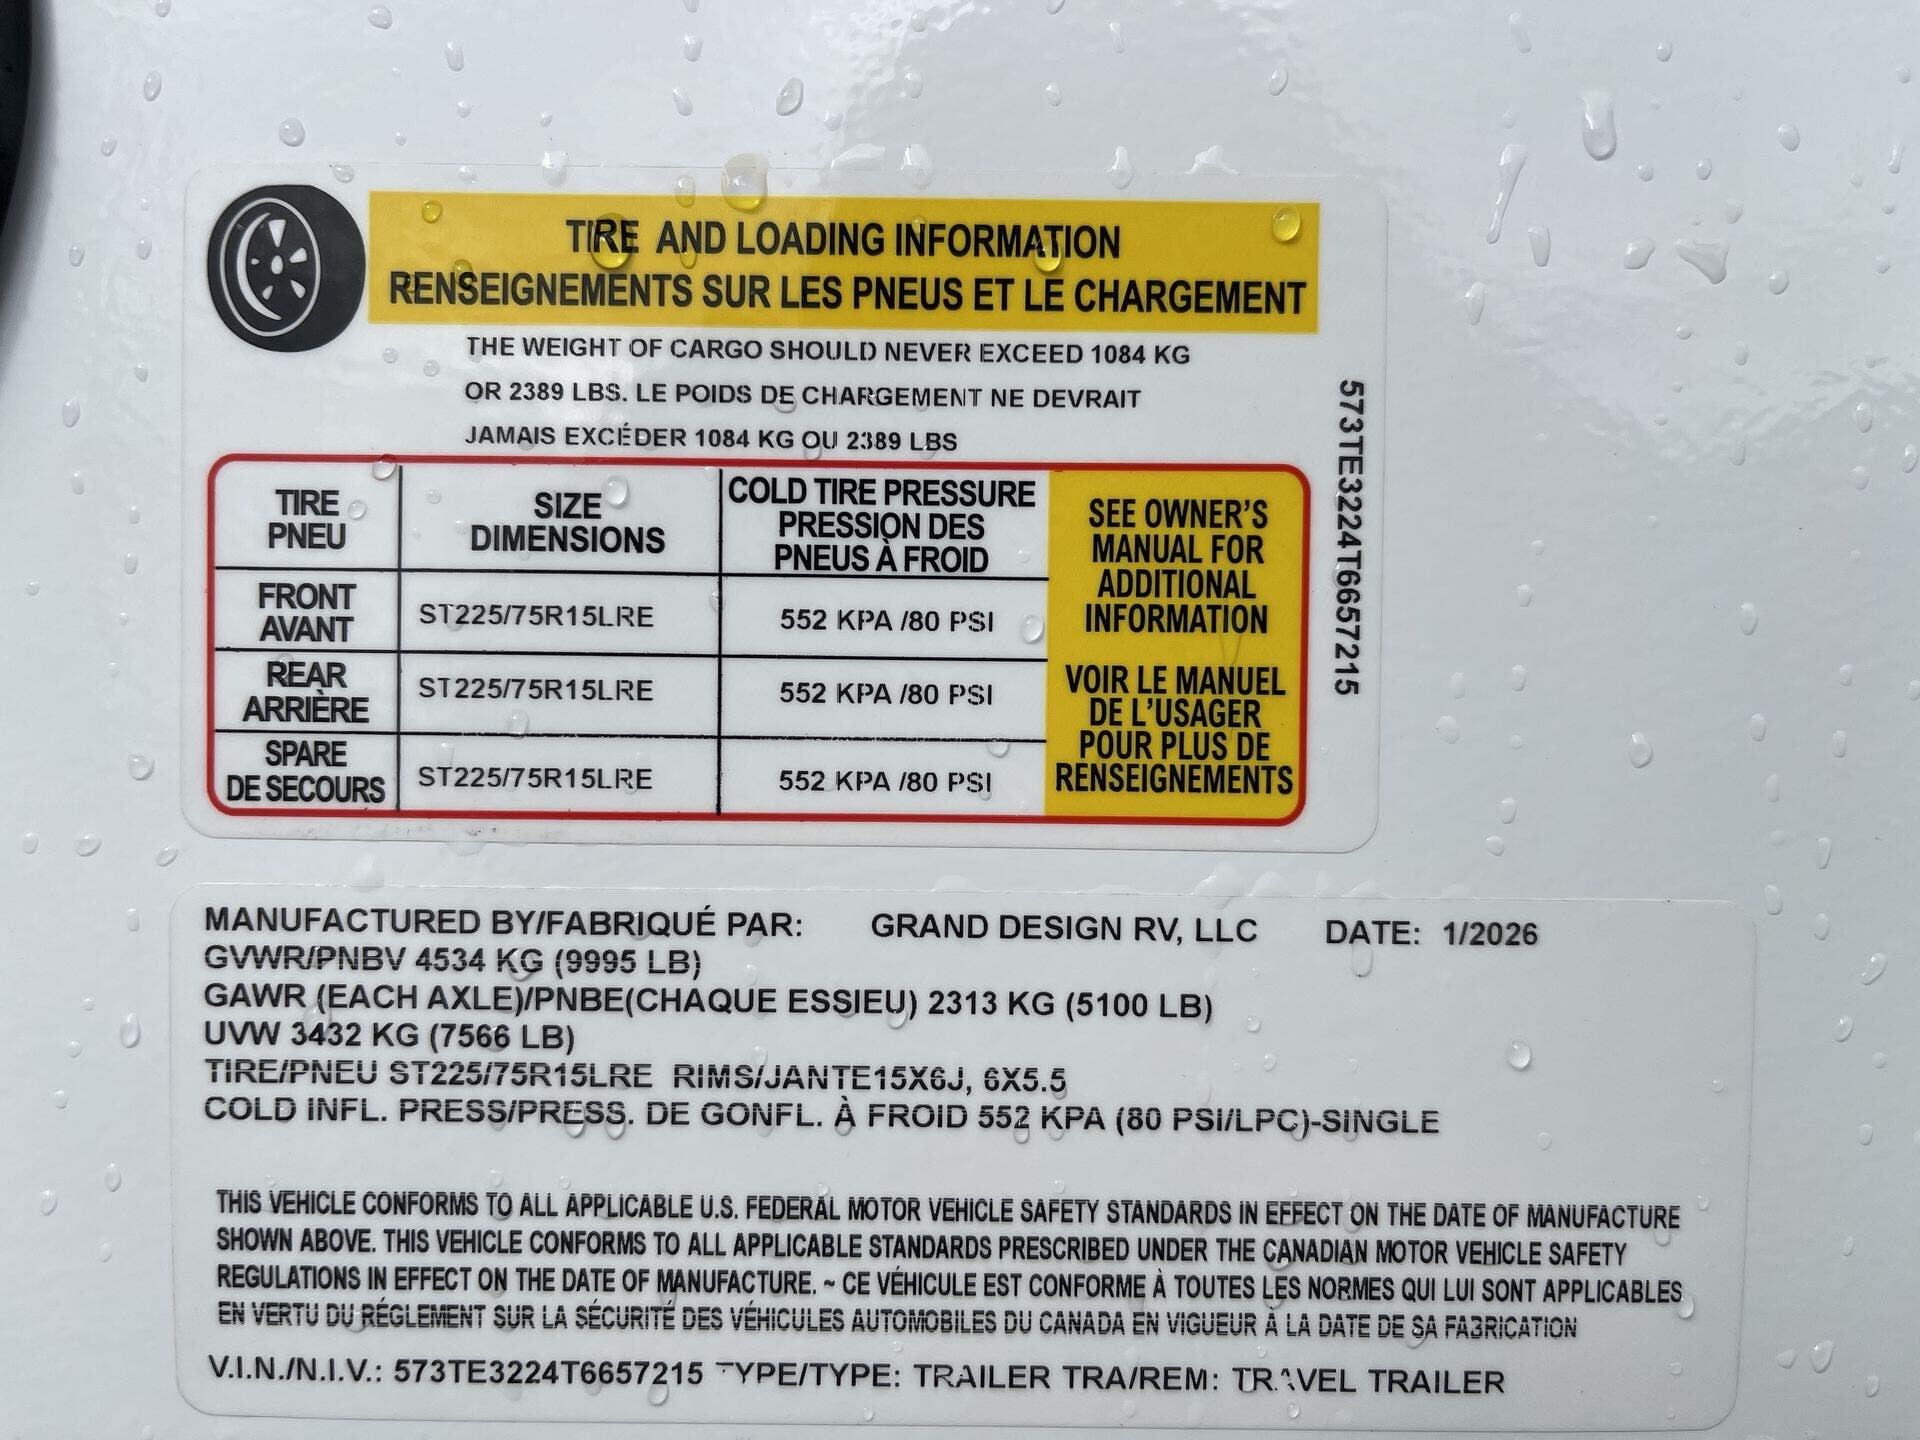 TIRE AND LOADING INFORMATION
RENSEIGNEMENTS SUR LES PNEUS ET LE CHARGEMENT
THE WEIGHT OF CARGO SHOULD NEVER EXCEED 1084 KG
OR 2389 LBS. LE POIDS DE CHARGEMENT NE DEVRAIT
JAMAIS EXCÉDER 1084 KG OU 2389 LBS
TIRE
PNEU
SIZE
DIMENSIONS
COLD TIRE PRESSURE
PRESSION DES
PNEUS À FROID
FRONT
AVANT
ST225/75R15LRE
552 KPA /80 PSI
REAR
ARRIÈRE
ST225/75R15LRE
552 KPA /80 PSI
SPARE
DE SECOURS
ST225/75R15LRE
552 KPA /80 PSI
SEE OWNER'S
MANUAL FOR
ADDITIONAL
INFORMATION
VOIR LE MANUEL
DE L'USAGER
POUR PLUS DE
RENSEIGNEMENTS
573TE3224T6657215
MANUFACTURED BY/FABRIQUÉ PAR: GRAND DESIGN RV, LLC DATE: 1/2026
GVWR/PNBV 4534 KG (9995 LB)
GAWR (EACH AXLE)/PNBE(CHAQUE ESSIEU) 2313 KG (5100 LB)
UVW 3432 KG (7566 LB)
TIRE/PNEU ST225/75R15LRE RIMS/JANTE15X6J, 6X5.5
COLD INFL. PRESS/PRESS. DE GONFL. À FROID 552 KPA (80 PSI/LPC)-SINGLE
THIS VEHICLE CONFORMS TO ALL APPLICABLE U.S. FEDERAL MOTOR VEHICLE SAFETY STANDARDS IN EFFECT ON THE DATE OF MANUFACTURE
SHOWN ABOVE. THIS VEHICLE CONFORMS TO ALL APPLICABLE STANDARDS PRESCRIBED UNDER THE CANADIAN MOTOR VEHICLE SAFETY
REGULATIONS IN EFFECT ON THE DATE OF MANUFACTURE. ~ CE VÉHICULE EST CONFORME À TOUTES LES NORMES QUI LUI SONT APPLICABLES
EN VERTU DU RÉGLEMENT SUR LA SÉCURITÉ DES VÉHICULES AUTOMOBILES DU CANADA EN VIGUEUR À LA DATE DE SA FABRICATION
V.I.N./N.I.V.: 573TE3224T6657215 TYPE/TYPE: TRAILER TRA/REM: TRAVEL TRAILER